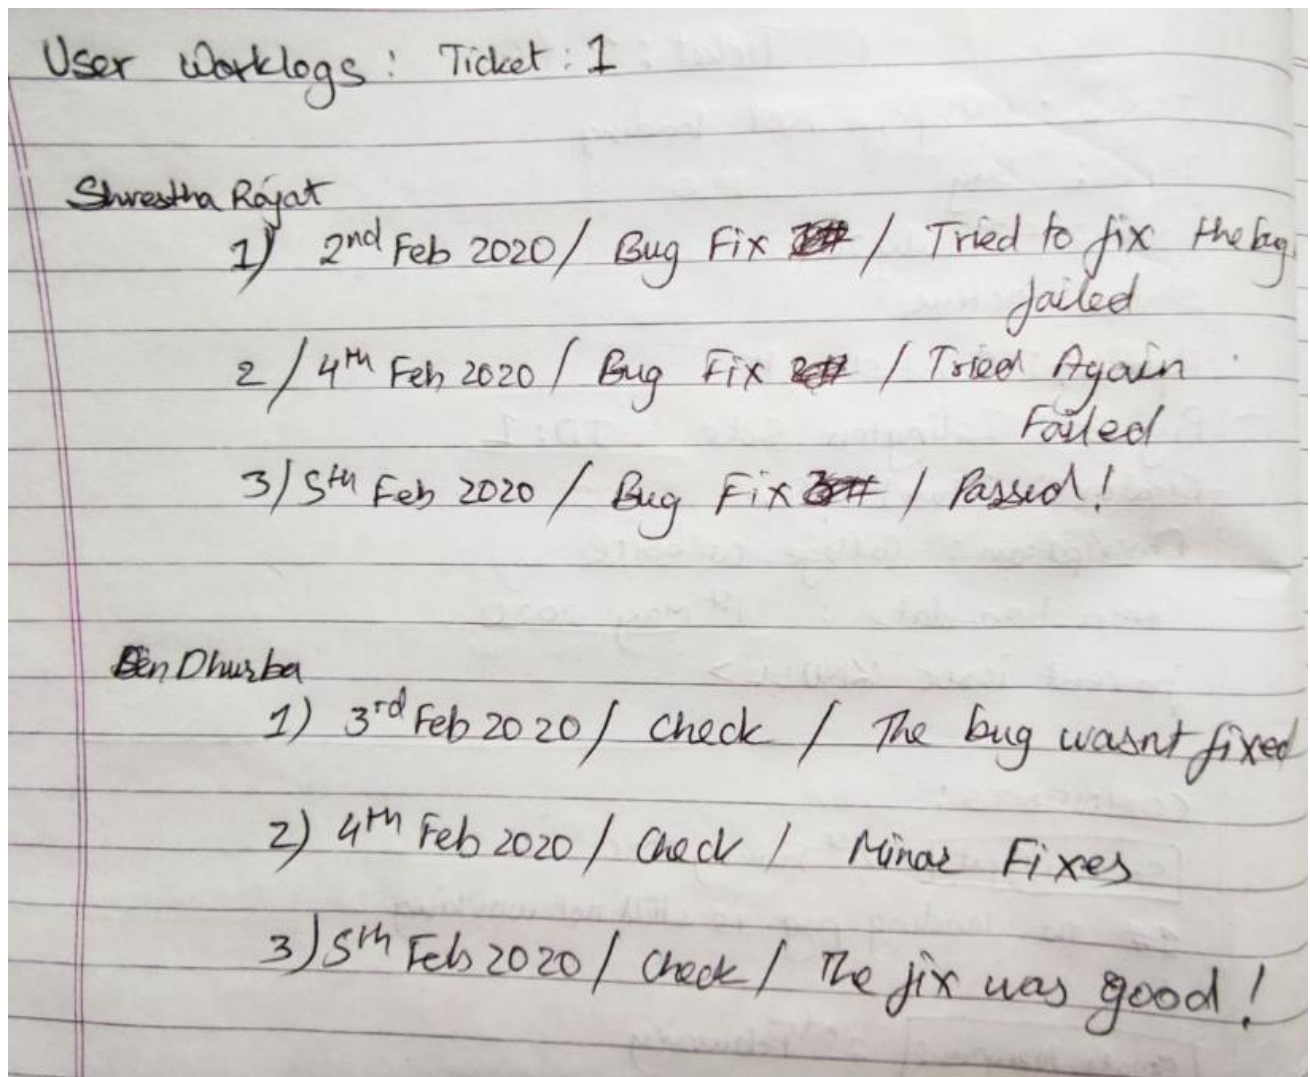 User Worklogs : Ticket : 1
Shrestha Rajat
1) 2nd Feb 2020 / Bug Fix / Tried to fix the bug
failed
2 / 4th Feb 2020 / Bug Fix / Tried Again
Failed
3) 5th Feb 2020 / Bug Fix / Passed!
Dhurba
1) 3rd Feb 2020 / Check / The bug wasnt fixed
2) 4th Feb 2020 / Check / Minor Fixes
3) 5th Feb 2020 / Check / The fix was good!